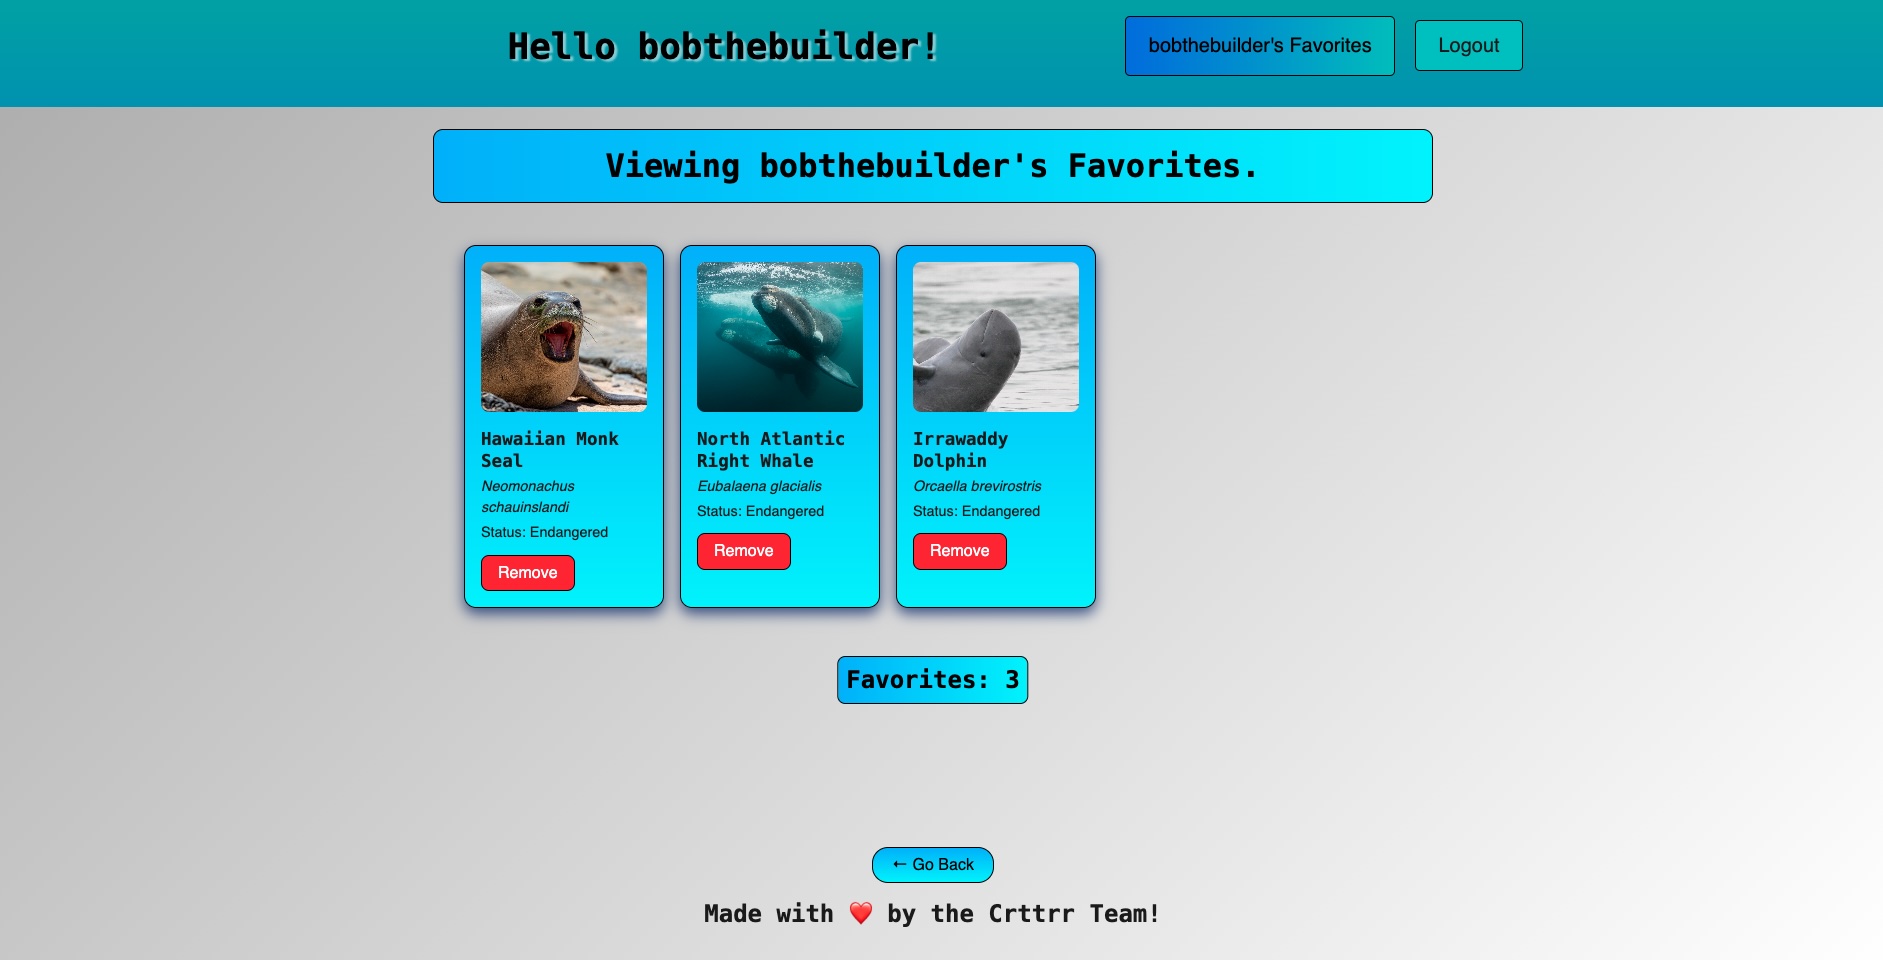 Hello bobthebuilder!
bobthebuilder's Favorites
Logout
Viewing bobthebuilder's Favorites.
Hawaiian Monk
Seal
Neomonachus
schauinslandi
Status: Endangered
Remove
North Atlantic
Right Whale
Eubalaena glacialis
Status: Endangered
Remove
Irrawaddy
Dolphin
Orcaella brevirostris
Status: Endangered
Remove
Favorites: 3
← Go Back
Made with ❤️ by the Crttrr Team!